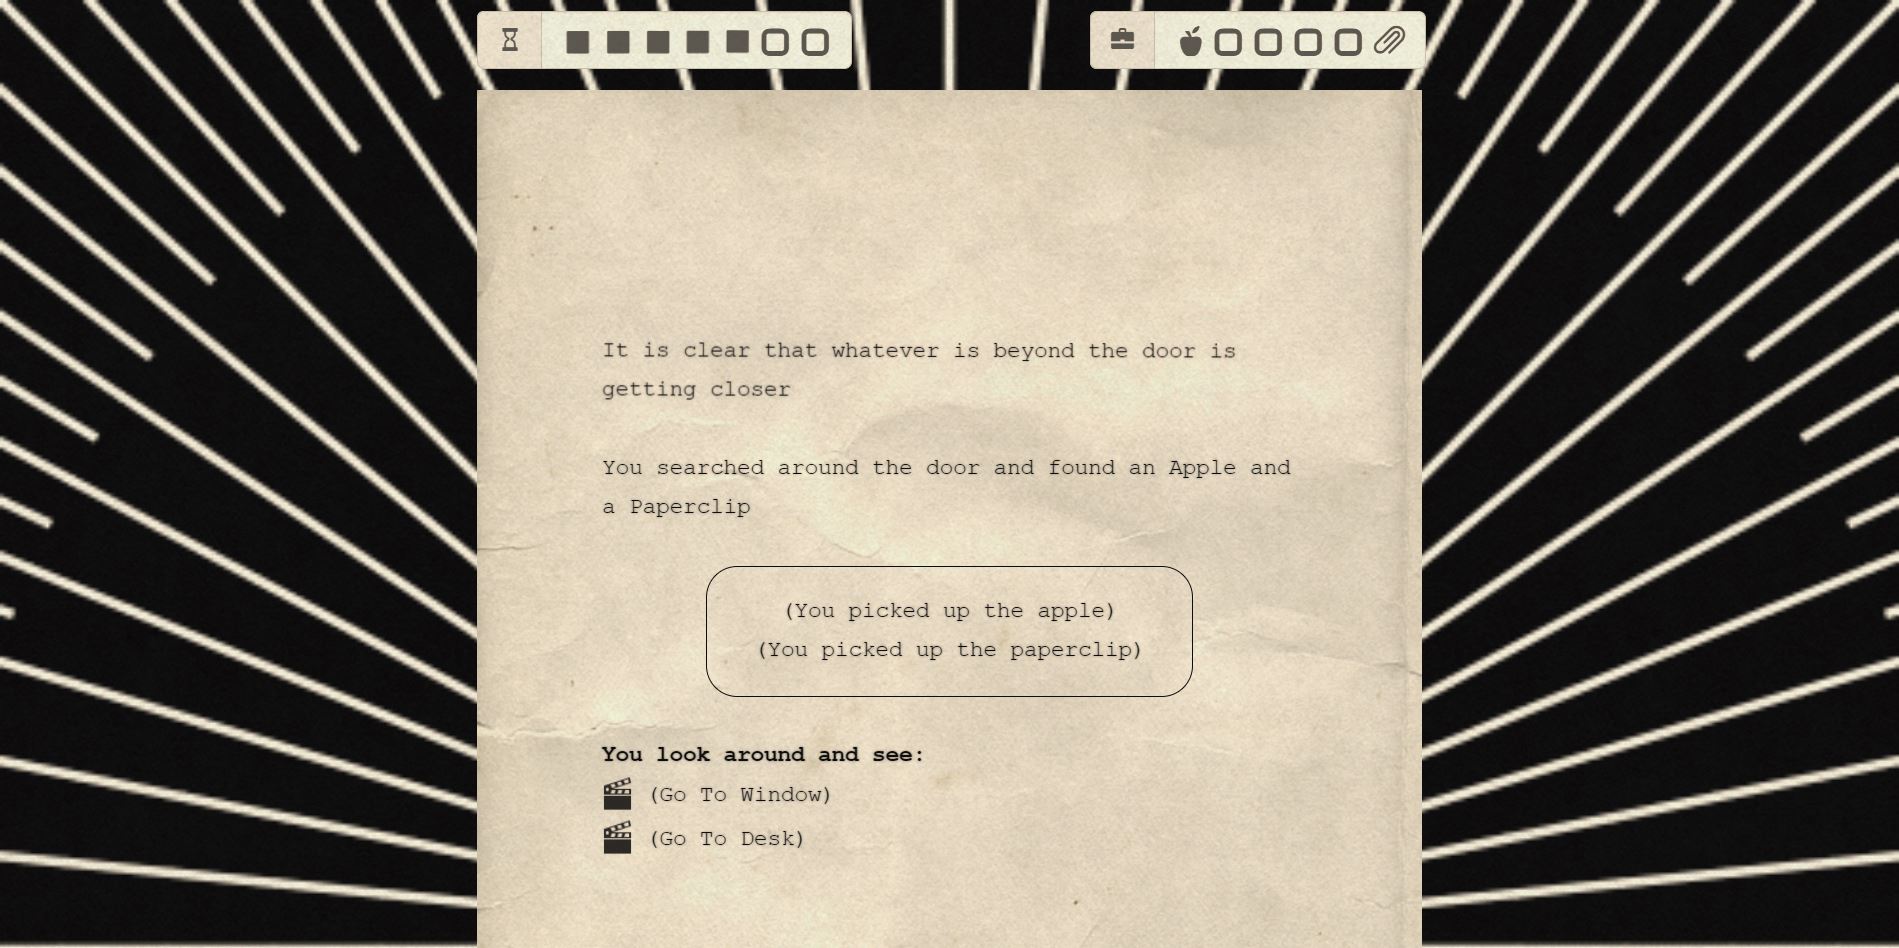 It is clear that whatever is beyond the door is
getting closer
You searched around the door and found an Apple and
a Paperclip
(You picked up the apple)
(You picked up the paperclip)
You look around and see:
(Go To Window)
(Go To Desk)